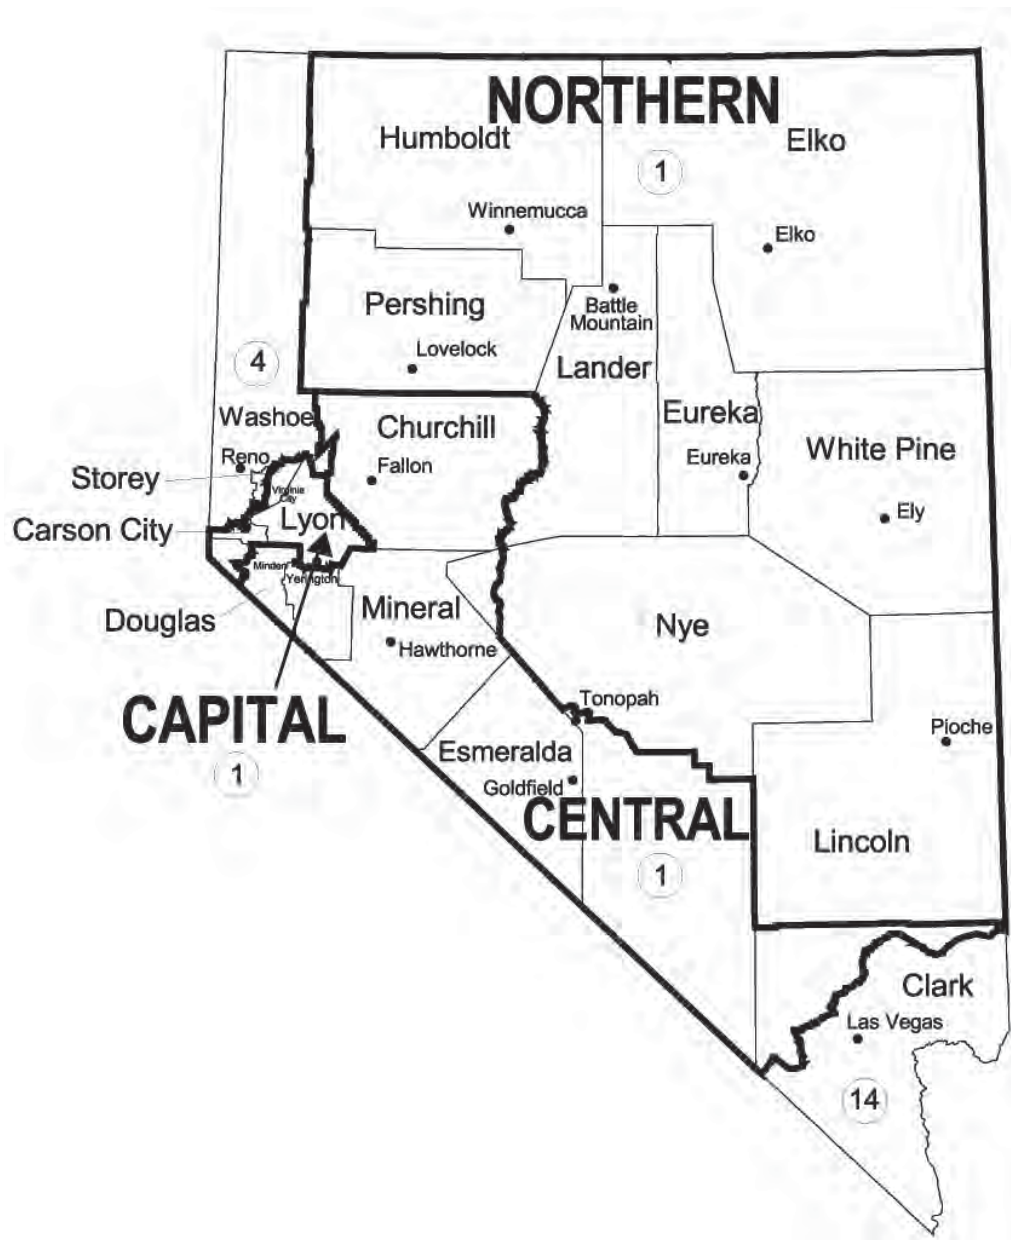 NORTHERN
Humboldt
Elko
1
Winnemucca
Elko
Pershing
Battle
Mountain
Lovelock
4
Lander
Washoe
Churchill
Eureka
White Pine
Reno
Fallon
Eureka
Storey
Virginia
City
Ely
Lyon
Carson City
Minden
Yerington
Douglas
Mineral
Nye
Hawthorne
Tonopah
CAPITAL
1
Pioche
Esmeralda
Goldfield
CENTRAL
1
Lincoln
Clark
Las Vegas
14